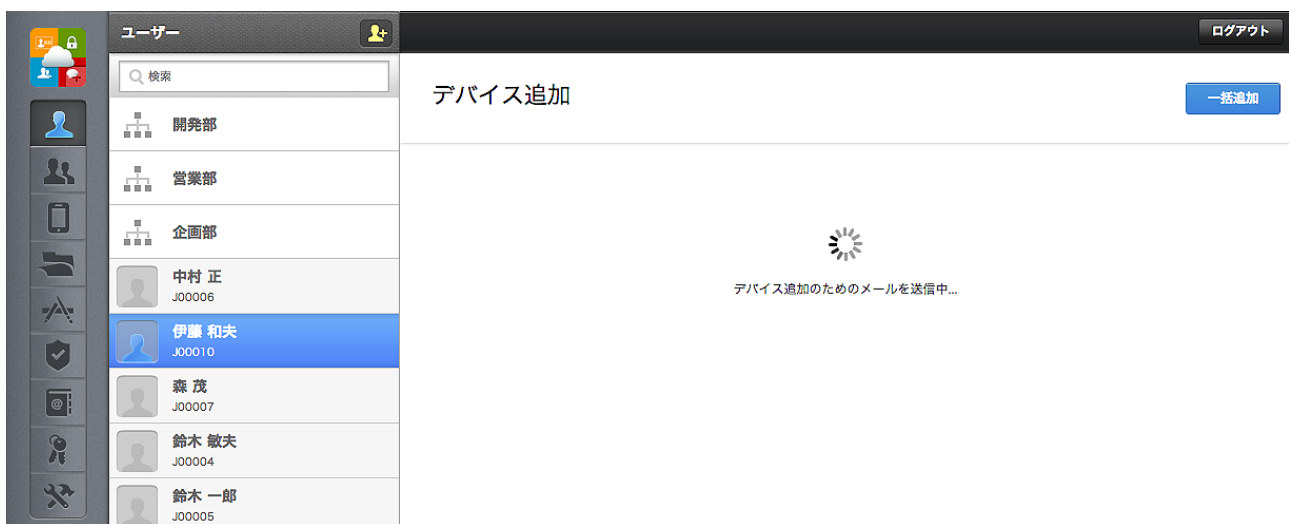 ユーザー
検索
開発部
営業部
企画部
中村 正
J00006
伊藤 和夫
J00010
森 茂
J00007
鈴木 敏夫
J00004
鈴木 一郎
J00005
ログアウト
デバイス追加
一括追加
デバイス追加のためのメールを送信中...